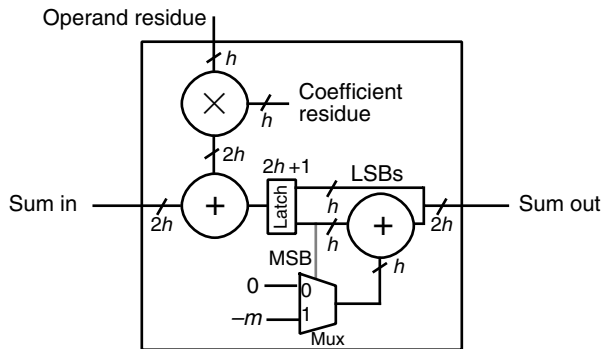 Operand residue
h
Coefficient
residue
×
h
2h
2h +1
LSBs
Sum in
2h
+
Latch
h
h
+
2h
Sum out
MSB
h
0
0
–m
1
Mux